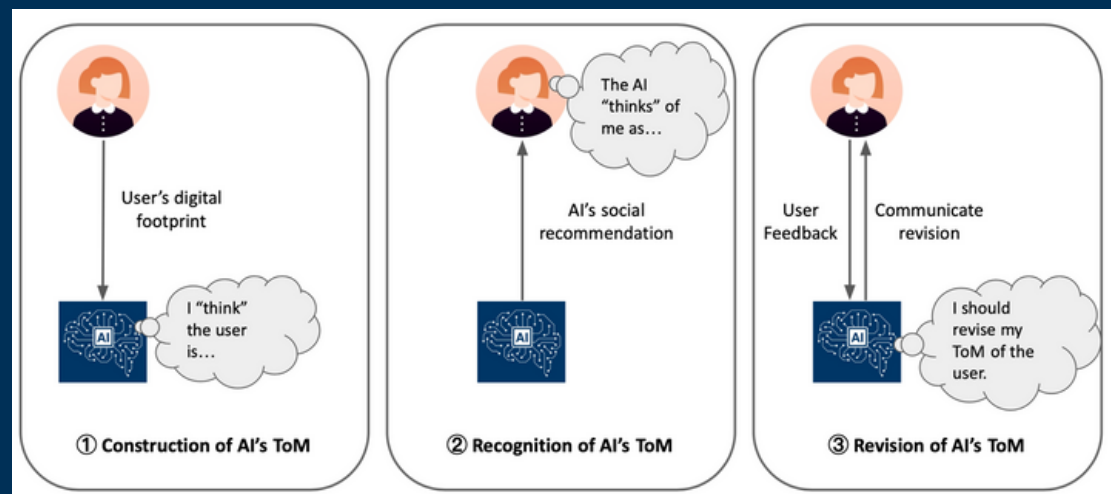 User's digital
footprint
AI
I "think"
the user
is...
① Construction of AI's ToM
The AI
"thinks" of
me as...
AI's social
recommendation
AI
② Recognition of AI's ToM
User
Feedback
Communicate
revision
AI
I should
revise my
ToM of the
user.
③ Revision of AI's ToM